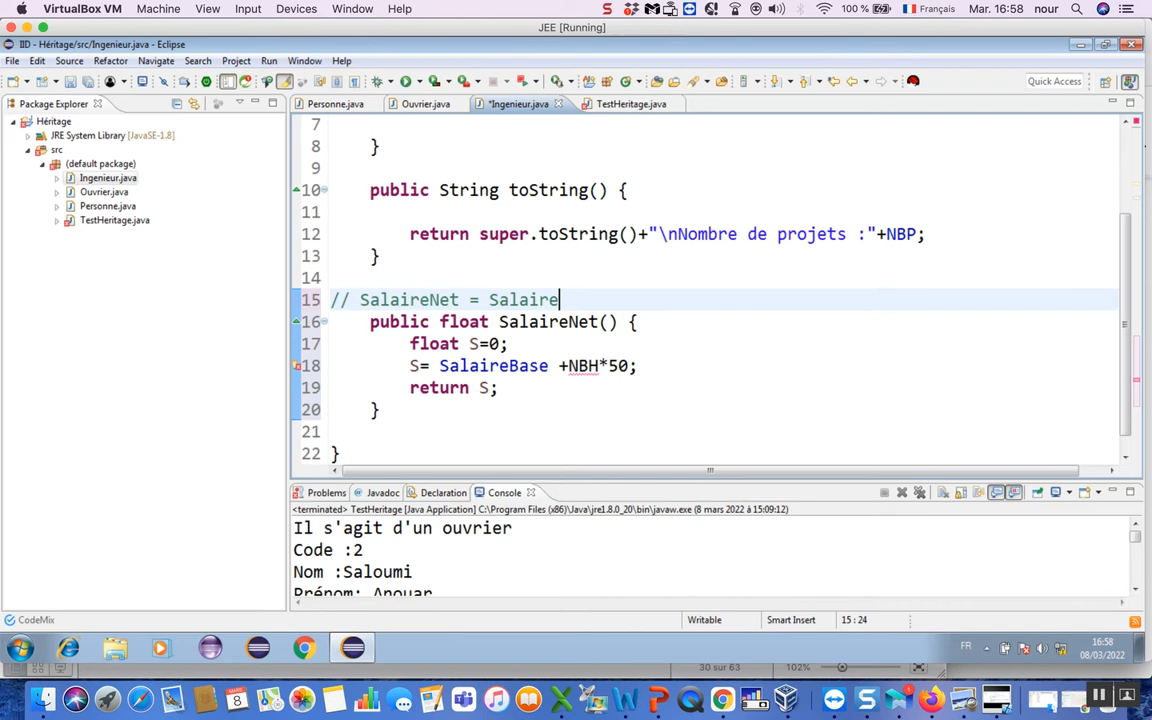 VirtualBox VM Machine View Input Devices Window Help 100 % Français Mar. 16:58 nour
JEE [Running]
IID - Héritage/src/Ingenieur.java - Eclipse
File Edit Source Refactor Navigate Search Project Run Window Help
Quick Access
Package Explorer
Héritage
JRE System Library [JavaSE-1.8]
src
(default package)
Ingenieur.java
Ouvrier.java
Personne.java
TestHeritage.java
Personne.java Ouvrier.java *Ingenieur.java TestHeritage.java
7
8 }
9
10 public String toString() {
11
12 return super.toString()+"\nNombre de projets :"+NBP;
13 }
14
15 // SalaireNet = Salaire
16 public float SalaireNet() {
17 float S=0;
18 S= SalaireBase +NBH*50;
19 return S;
20 }
21
22 }
Problems Javadoc Declaration Console
<terminated> TestHeritage [Java Application] C:\Program Files (x86)\Java\jre1.8.0_20\bin\javaw.exe (8 mars 2022 à 15:09:12)
Il s'agit d'un ouvrier
Code :2
Nom :Saloumi
Prénom: Anouar
CodeMix Writable Smart Insert 15 : 24
FR 16:58
08/03/2022
30 sur 63 102%